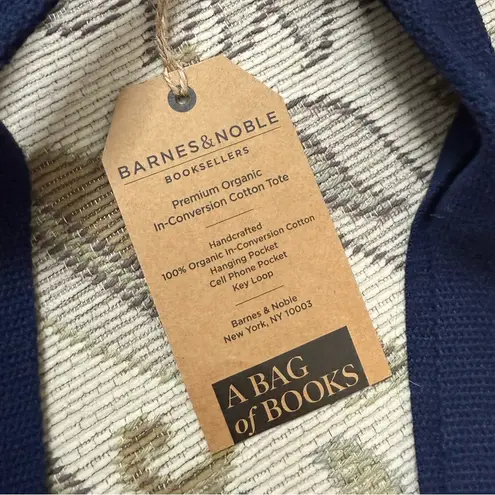 BARNES&NOBLE
BOOKSELLERS
Premium Organic
In-Conversion Cotton Tote
Handcrafted
100% Organic In-Conversion Cotton
Hanging Pocket
Cell Phone Pocket
Key Loop
Barnes & Noble
New York, NY 10003
A BAG
of BOOKS